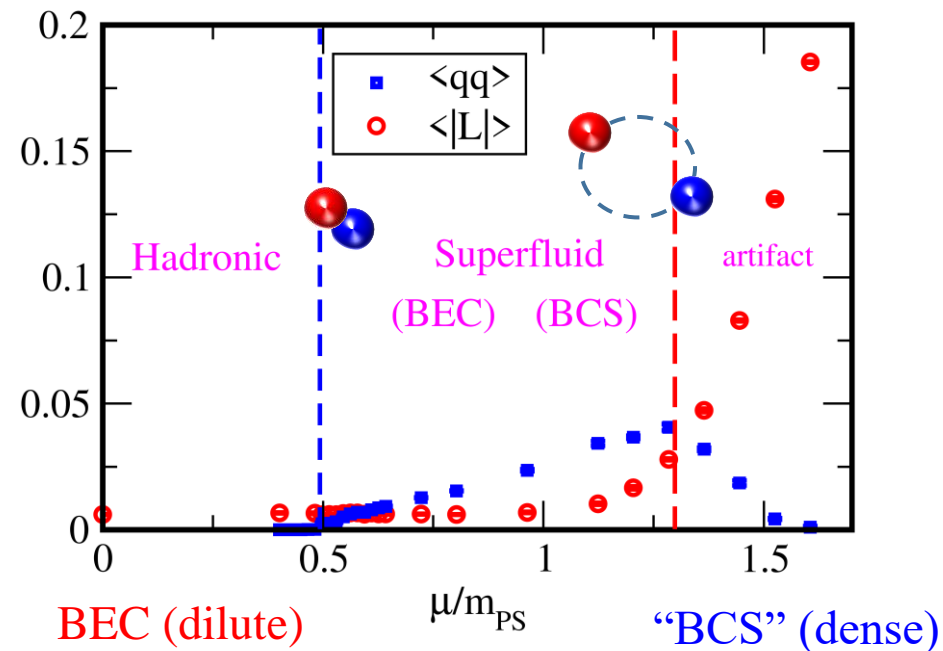 0.2
<qq>
<|L|>
0.15
Hadronic
Superfluid
artifact
0.1
(BEC) (BCS)
0.05
0
0 0.5 1 1.5
μ/m_PS
BEC (dilute)
“BCS” (dense)